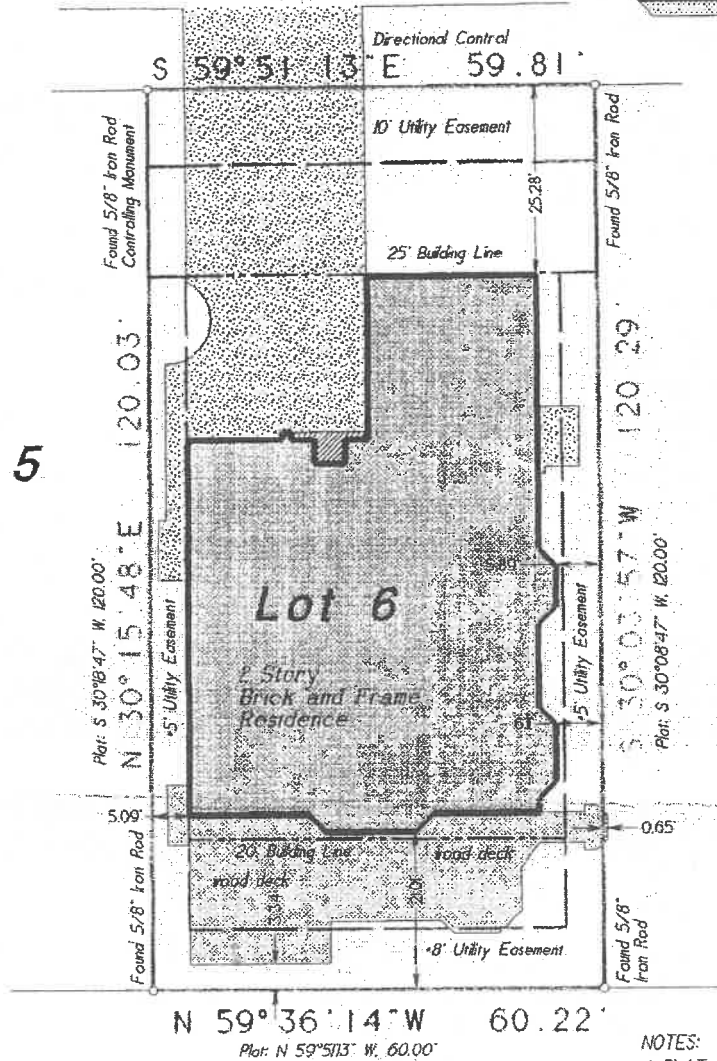 Directional Control
S 59°51'13"E 59.81'
10' Utility Easement
Found 5/8" Iron Rod
Controlling Monument
Found 5/8" Iron Rod
25.28'
25' Building Line
120.03'
120.29'
5
N 30°15'48"E
Plat: S 30°18'47" W, 120.00'
S 30°03'57"W
Plat: S 30°08'47" W, 120.00'
Lot 6
2 Story
Brick and Frame
Residence
*5' Utility Easement
*5' Utility Easement
5.09
0.65
20' Building Line
wood deck
wood deck
3.34'
Found 5/8" Iron Rod
Found 5/8"
Iron Rod
*8' Utility Easement
N 59°36'14"W 60.22'
Plat: N 59°51'13" W, 60.00'
NOTES: